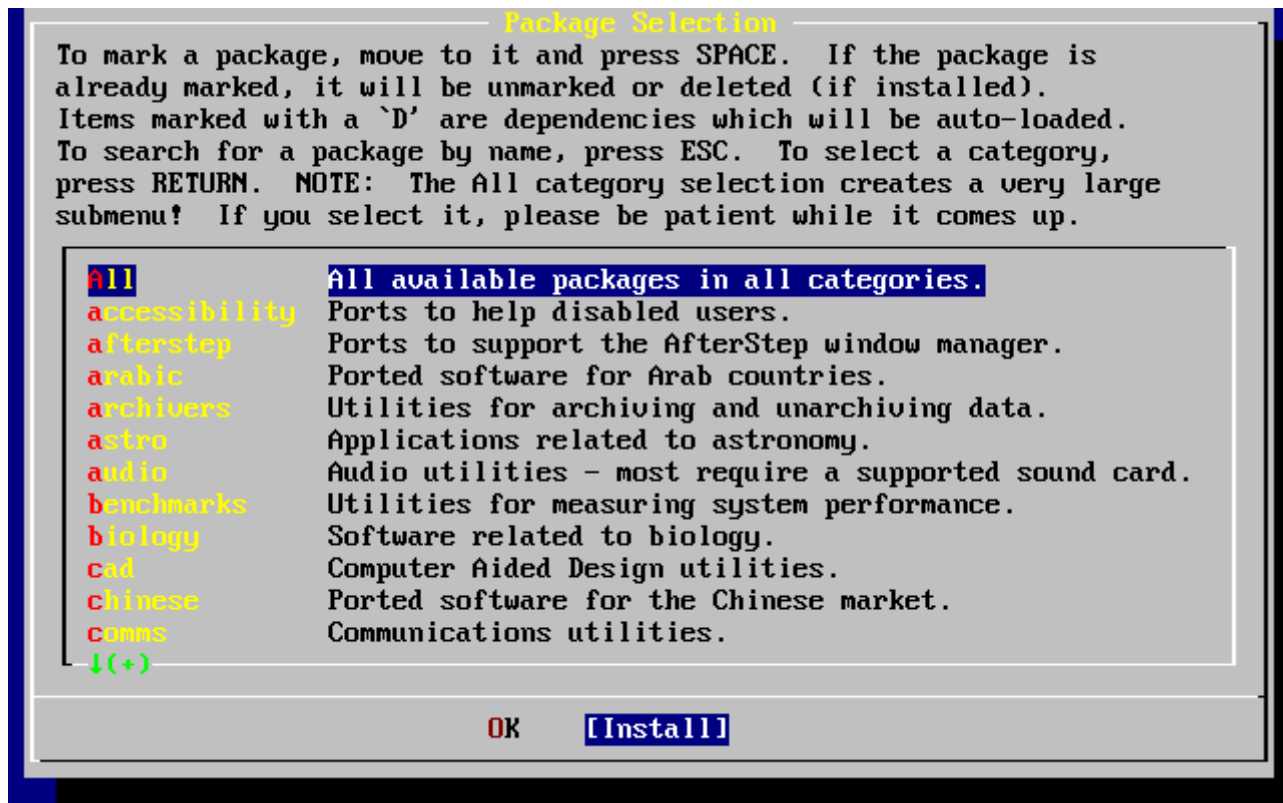 Package Selection
To mark a package, move to it and press SPACE.  If the package is
already marked, it will be unmarked or deleted (if installed).
Items marked with a `D' are dependencies which will be auto-loaded.
To search for a package by name, press ESC.  To select a category,
press RETURN.  NOTE:  The All category selection creates a very large
submenu!  If you select it, please be patient while it comes up.
All All available packages in all categories.
accessibility Ports to help disabled users.
afterstep Ports to support the AfterStep window manager.
arabic Ported software for Arab countries.
archivers Utilities for archiving and unarchiving data.
astro Applications related to astronomy.
audio Audio utilities - most require a supported sound card.
benchmarks Utilities for measuring system performance.
biology Software related to biology.
cad Computer Aided Design utilities.
chinese Ported software for the Chinese market.
comms Communications utilities.
↓(+)
OK [Install]